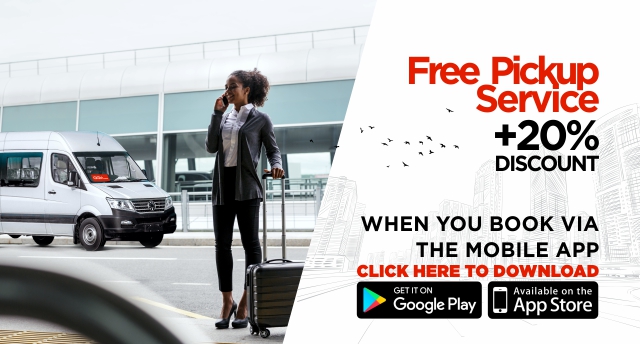 Free Pickup
Service
+20%
DISCOUNT
WHEN YOU BOOK VIA
THE MOBILE APP
CLICK HERE TO DOWNLOAD
GET IT ON
Google Play
Available on the
App Store